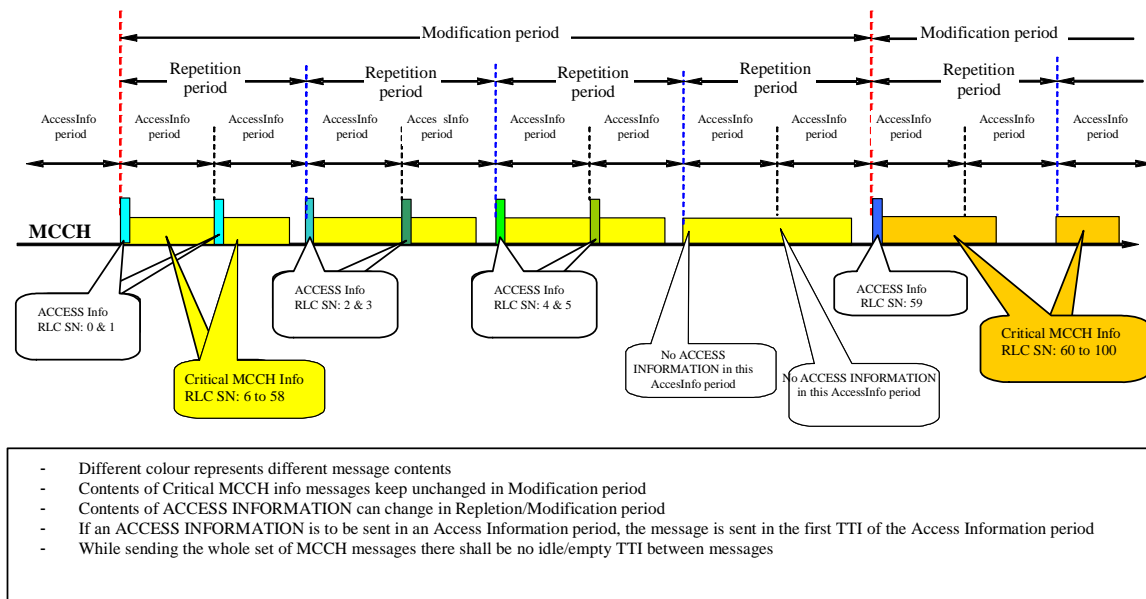 Modification period
Modification period
Repetition
period
Repetition
period
Repetition
period
Repetition
period
Repetition
period
AccessInfo
period
AccessInfo
period
AccessInfo
period
AccessInfo
period
Acces sInfo
period
AccessInfo
period
AccessInfo
period
AccessInfo
period
AccessInfo
period
AccessInfo
period
AccessInfo
period
AccessInfo
period
MCCH
ACCESS Info
RLC SN: 0 & 1
ACCESS Info
RLC SN: 2 & 3
ACCESS Info
RLC SN: 4 & 5
ACCESS Info
RLC SN: 59
Critical MCCH Info
RLC SN: 6 to 58
No ACCESS
INFORMATION in this
AccesInfo period
No ACCESS INFORMATION
in this AccessInfo period
Critical MCCH Info
RLC SN: 60 to 100
- Different colour represents different message contents
- Contents of Critical MCCH info messages keep unchanged in Modification period
- Contents of ACCESS INFORMATION can change in Repletion/Modification period
- If an ACCESS INFORMATION is to be sent in an Access Information period, the message is sent in the first TTI of the Access Information period
- While sending the whole set of MCCH messages there shall be no idle/empty TTI between messages